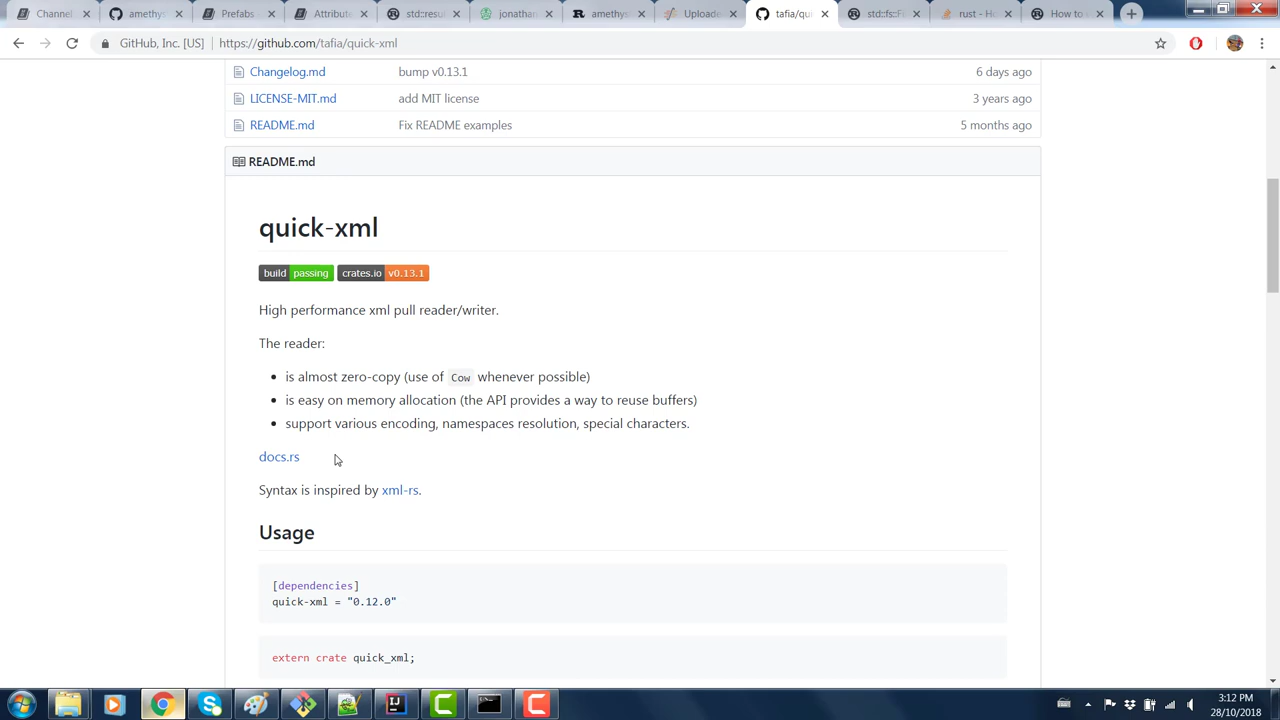 Channel
amethys
Prefabs
Attribute
std::resu
jonathan
amethys
Uploade
tafia/qui
std::fs::F
rust - H
How to
GitHub, Inc. [US] | https://github.com/tafia/quick-xml
Changelog.md bump v0.13.1 6 days ago
LICENSE-MIT.md add MIT license 3 years ago
README.md Fix README examples 5 months ago
README.md
quick-xml
build passing crates.io v0.13.1
High performance xml pull reader/writer.
The reader:
• is almost zero-copy (use of Cow whenever possible)
• is easy on memory allocation (the API provides a way to reuse buffers)
• support various encoding, namespaces resolution, special characters.
docs.rs
Syntax is inspired by xml-rs.
Usage
[dependencies]
quick-xml = "0.12.0"
extern crate quick_xml;
3:12 PM
28/10/2018